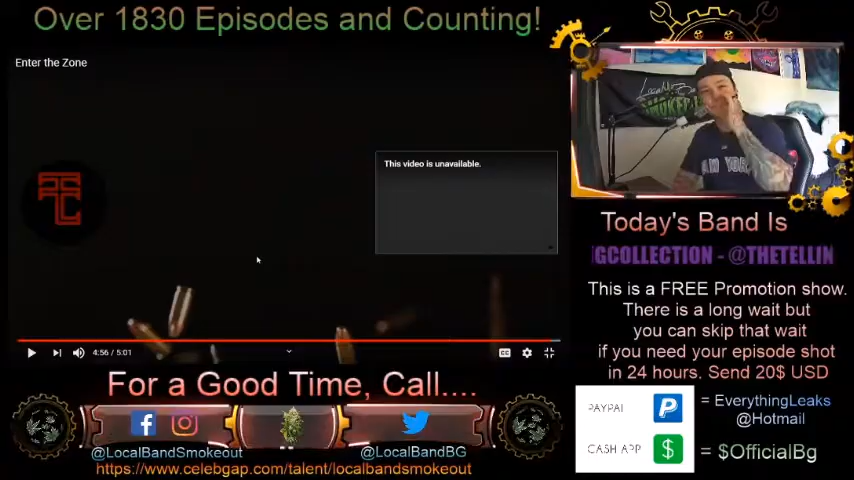 Over 1830 Episodes and Counting!
Enter the Zone
This video is unavailable.
4:56 / 5:01
Today's Band Is
GCOLLECTION - @THETELLIN
This is a FREE Promotion show.
There is a long wait but
you can skip that wait
if you need your episode shot
in 24 hours. Send 20$ USD
For a Good Time, Call....
PAYPAL
= EverythingLeaks
@Hotmail
CASH APP
$
= $OfficialBg
@LocalBandSmokeout
@LocalBandBG
https://www.celebgap.com/talent/localbandsmokeout